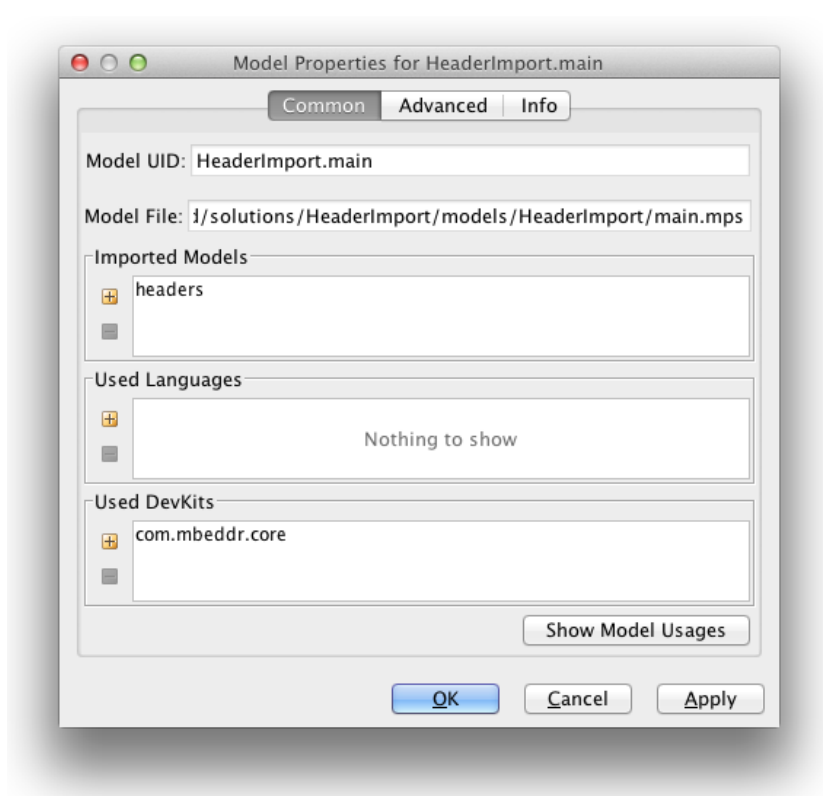 Model Properties for HeaderImport.main
Common Advanced Info
Model UID: HeaderImport.main
Model File: /solutions/HeaderImport/models/HeaderImport/main.mps
Imported Models
headers
Used Languages
Nothing to show
Used DevKits
com.mbeddr.core
Show Model Usages
OK Cancel Apply